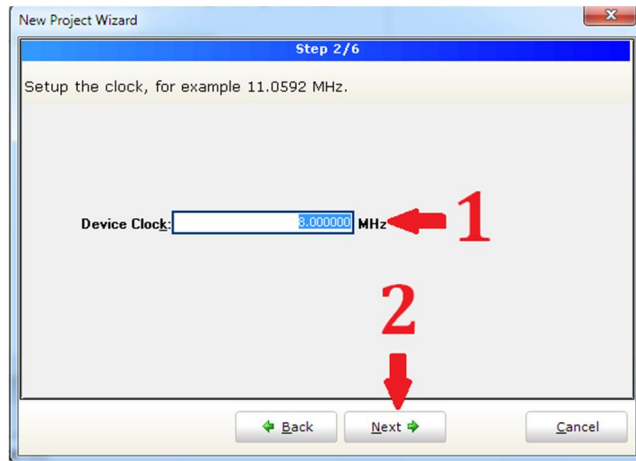 New Project Wizard
Step 2/6
Setup the clock, for example 11.0592 MHz.
Device Clock: 8.000000 MHz 1
2
Back Next Cancel